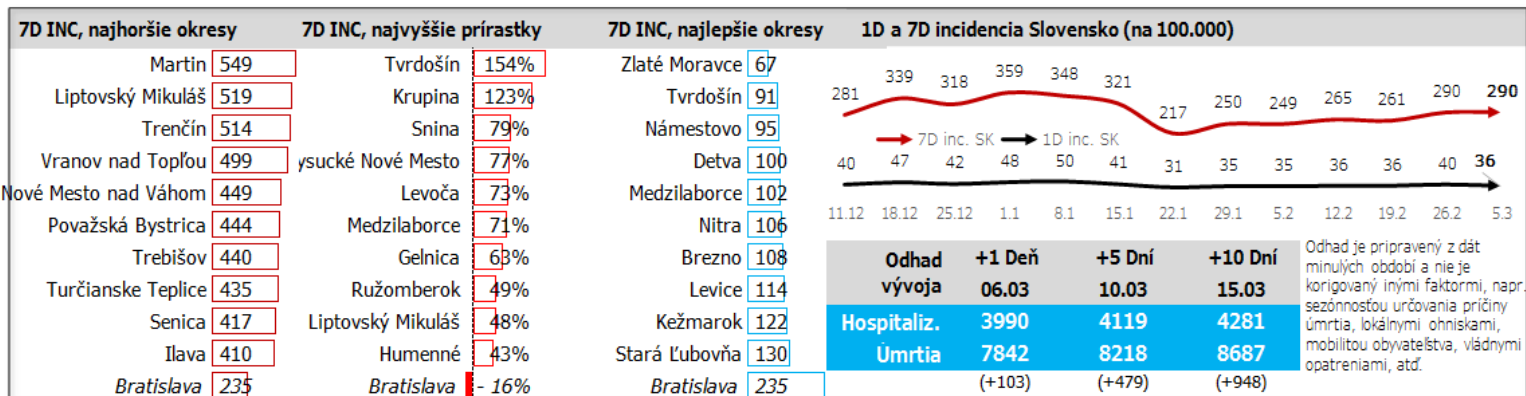 7D INC, najhoršie okresy
Martin 549
Liptovský Mikuláš 519
Trenčín 514
Vranov nad Topľou 499
Nové Mesto nad Váhom 449
Považská Bystrica 444
Trebišov 440
Turčianske Teplice 435
Senica 417
Ilava 410
Bratislava 235
7D INC, najvyššie prírastky
Tvrdošín 154%
Krupina 123%
Snina 79%
ysucké Nové Mesto 77%
Levoča 73%
Medzilaborce 71%
Gelnica 63%
Ružomberok 49%
Liptovský Mikuláš 48%
Humenné 43%
Bratislava - 16%
7D INC, najlepšie okresy
Zlaté Moravce 67
Tvrdošín 91
Námestovo 95
Detva 100
Medzilaborce 102
Nitra 106
Brezno 108
Levice 114
Kežmarok 122
Stará Ľubovňa 130
Bratislava 235
1D a 7D incidencia Slovensko (na 100.000)
281 339 318 359 348 321 217 250 249 265 261 290 290
7D inc. SK 1D inc. SK
40 47 42 48 50 41 31 35 35 36 36 40 36
11.12 18.12 25.12 1.1 8.1 15.1 22.1 29.1 5.2 12.2 19.2 26.2 5.3
Odhad +1 Deň +5 Dní +10 Dní
vývoja 06.03 10.03 15.03
Hospitaliz. 3990 4119 4281
Úmrtia 7842 8218 8687
(+103) (+479) (+948)
Odhad je pripravený z dát
minulých období a nie je
korigovaný inými faktormi, napr.
sezónnosťou určovania príčiny
úmrtia, lokálnymi ohniskami,
mobilitou obyvateľstva, vládnymi
opatreniami, atď.